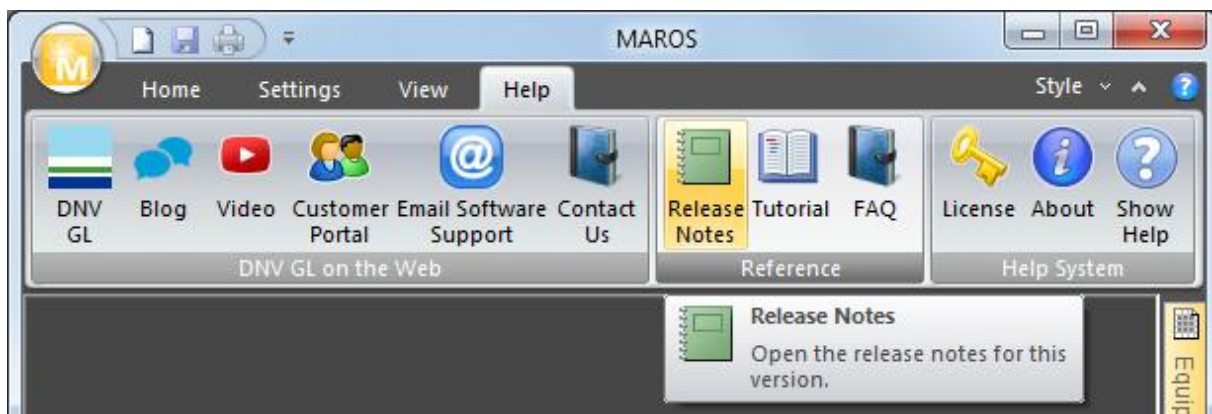 MAROS
M
Home Settings View Help Style
DNV GL Blog Video Customer Portal Email Software Support Contact Us Release Notes Tutorial FAQ License About Show Help
DNV GL on the Web Reference Help System
Release Notes
Open the release notes for this
version.